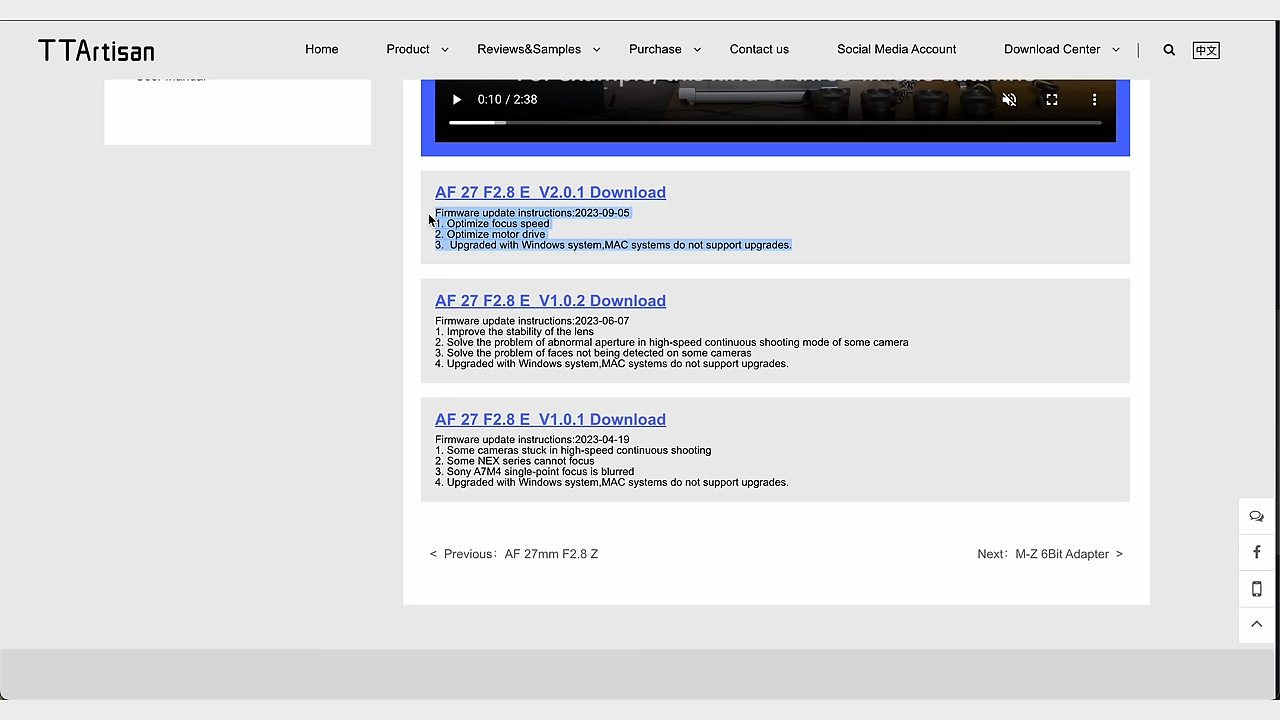 TTArtisan
Home
Product
Reviews&Samples
Purchase
Contact us
Social Media Account
Download Center
中文
0:10 / 2:38
AF 27 F2.8 E V2.0.1 Download
Firmware update instructions:2023-09-05
1. Optimize focus speed
2. Optimize motor drive
3. Upgraded with Windows system,MAC systems do not support upgrades.
AF 27 F2.8 E V1.0.2 Download
Firmware update instructions:2023-06-07
1. Improve the stability of the lens
2. Solve the problem of abnormal aperture in high-speed continuous shooting mode of some camera
3. Solve the problem of faces not being detected on some cameras
4. Upgraded with Windows system,MAC systems do not support upgrades.
AF 27 F2.8 E V1.0.1 Download
Firmware update instructions:2023-04-19
1. Some cameras stuck in high-speed continuous shooting
2. Some NEX series cannot focus
3. Sony A7M4 single-point focus is blurred
4. Upgraded with Windows system,MAC systems do not support upgrades.
< Previous：AF 27mm F2.8 Z
Next：M-Z 6Bit Adapter >